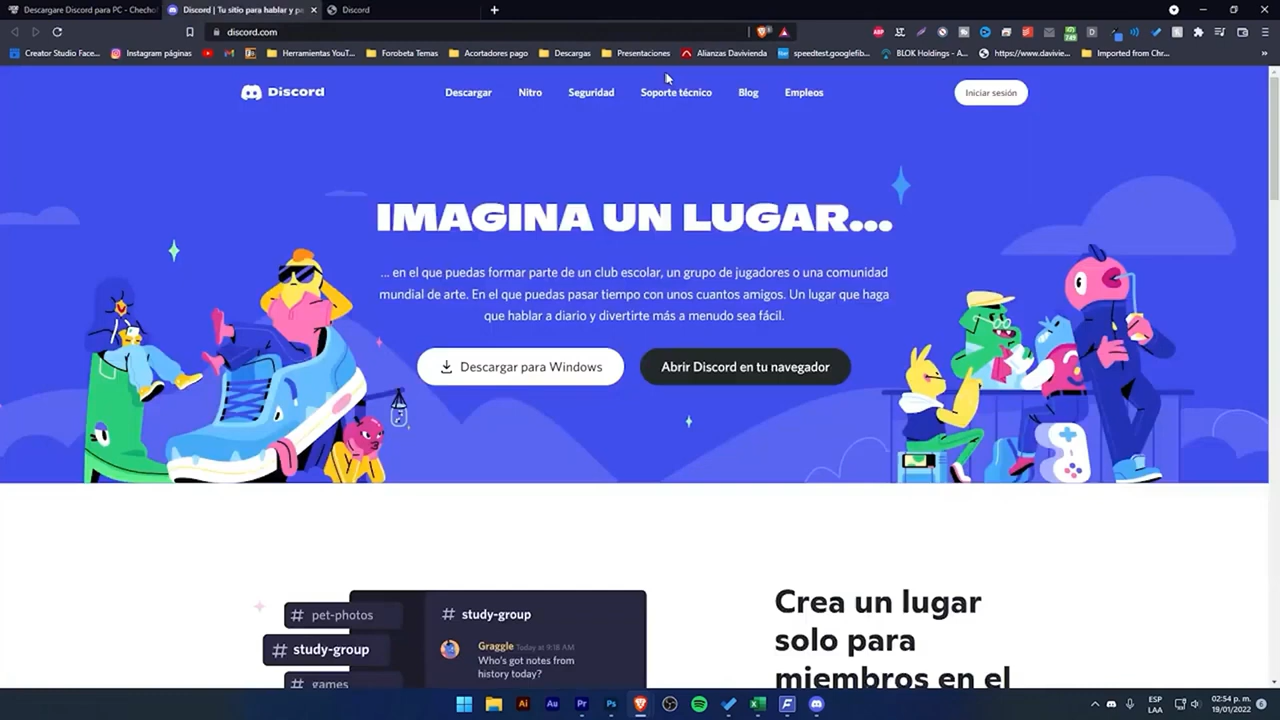 Descargare Discord para PC - Checho
Discord | Tu sitio para hablar y pa
Discord
discord.com
Creator Studio Face...
Instagram páginas
Herramientas YouT...
Forobeta Temas
Acortadores pago
Descargas
Presentaciones
Alianzas Davivienda
speedtest.googlefib...
BLOK Holdings - A...
https://www.davivie...
Imported from Chr...
»
Discord
Descargar
Nitro
Seguridad
Soporte técnico
Blog
Empleos
Iniciar sesión
IMAGINA UN LUGAR...
... en el que puedas formar parte de un club escolar, un grupo de jugadores o una comunidad
mundial de arte. En el que puedas pasar tiempo con unos cuantos amigos. Un lugar que haga
que hablar a diario y divertirte más a menudo sea fácil.
Descargar para Windows
Abrir Discord en tu navegador
# pet-photos
# study-group
# games
# study-group
Graggle Today at 9:18 AM
Who's got notes from
history today?
Crea un lugar
solo para
miembros en el
Ai
Au
Pr
Ps
ESP
LAA
02:54 p. m.
19/01/2022